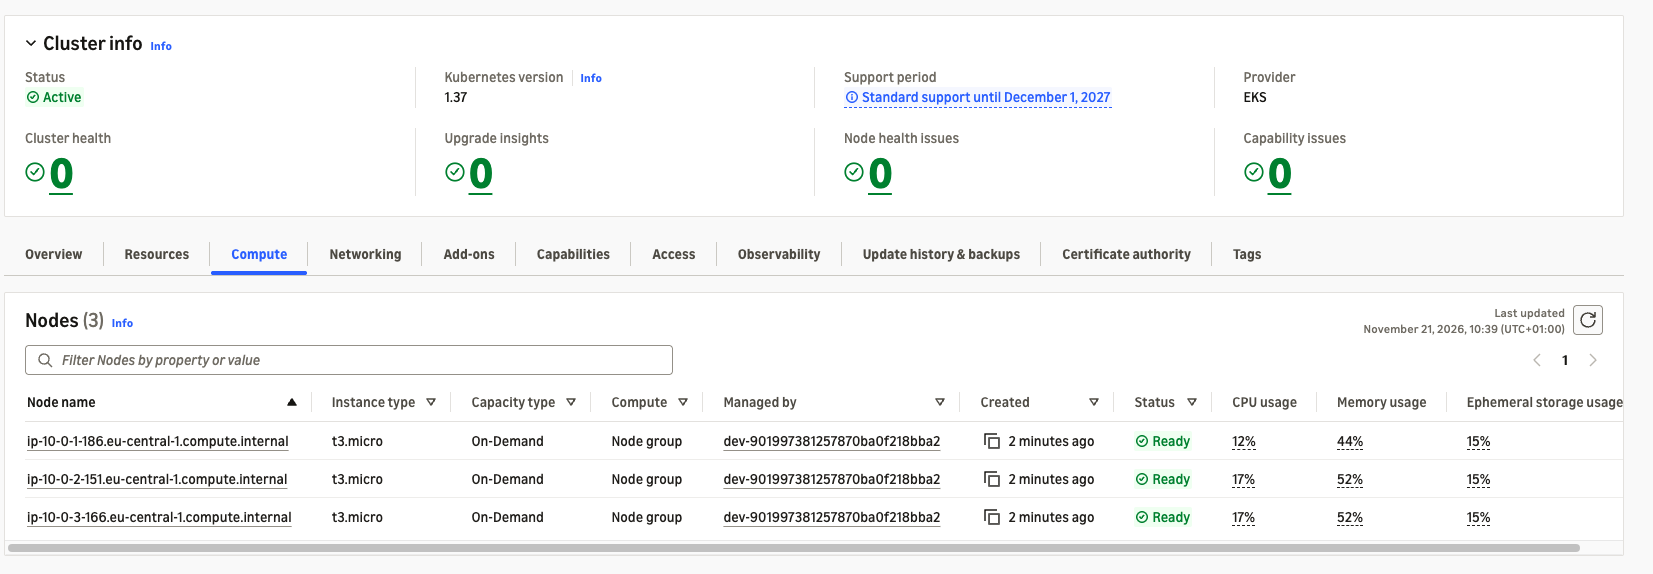 Cluster info Info
Status
Active
Kubernetes version Info
1.37
Support period
Standard support until December 1, 2027
Provider
EKS
Cluster health
0
Upgrade insights
0
Node health issues
0
Capability issues
0
Overview Resources Compute Networking Add-ons Capabilities Access Observability Update history & backups Certificate authority Tags
Nodes (3) Info
Last updated
November 21, 2026, 10:39 (UTC+01:00)
Filter Nodes by property or value
1
Node name Instance type Capacity type Compute Managed by Created Status CPU usage Memory usage Ephemeral storage usage
ip-10-0-1-186.eu-central-1.compute.internal t3.micro On-Demand Node group dev-901997381257870ba0f218bba2 2 minutes ago Ready 12% 44% 15%
ip-10-0-2-151.eu-central-1.compute.internal t3.micro On-Demand Node group dev-901997381257870ba0f218bba2 2 minutes ago Ready 17% 52% 15%
ip-10-0-3-166.eu-central-1.compute.internal t3.micro On-Demand Node group dev-901997381257870ba0f218bba2 2 minutes ago Ready 17% 52% 15%